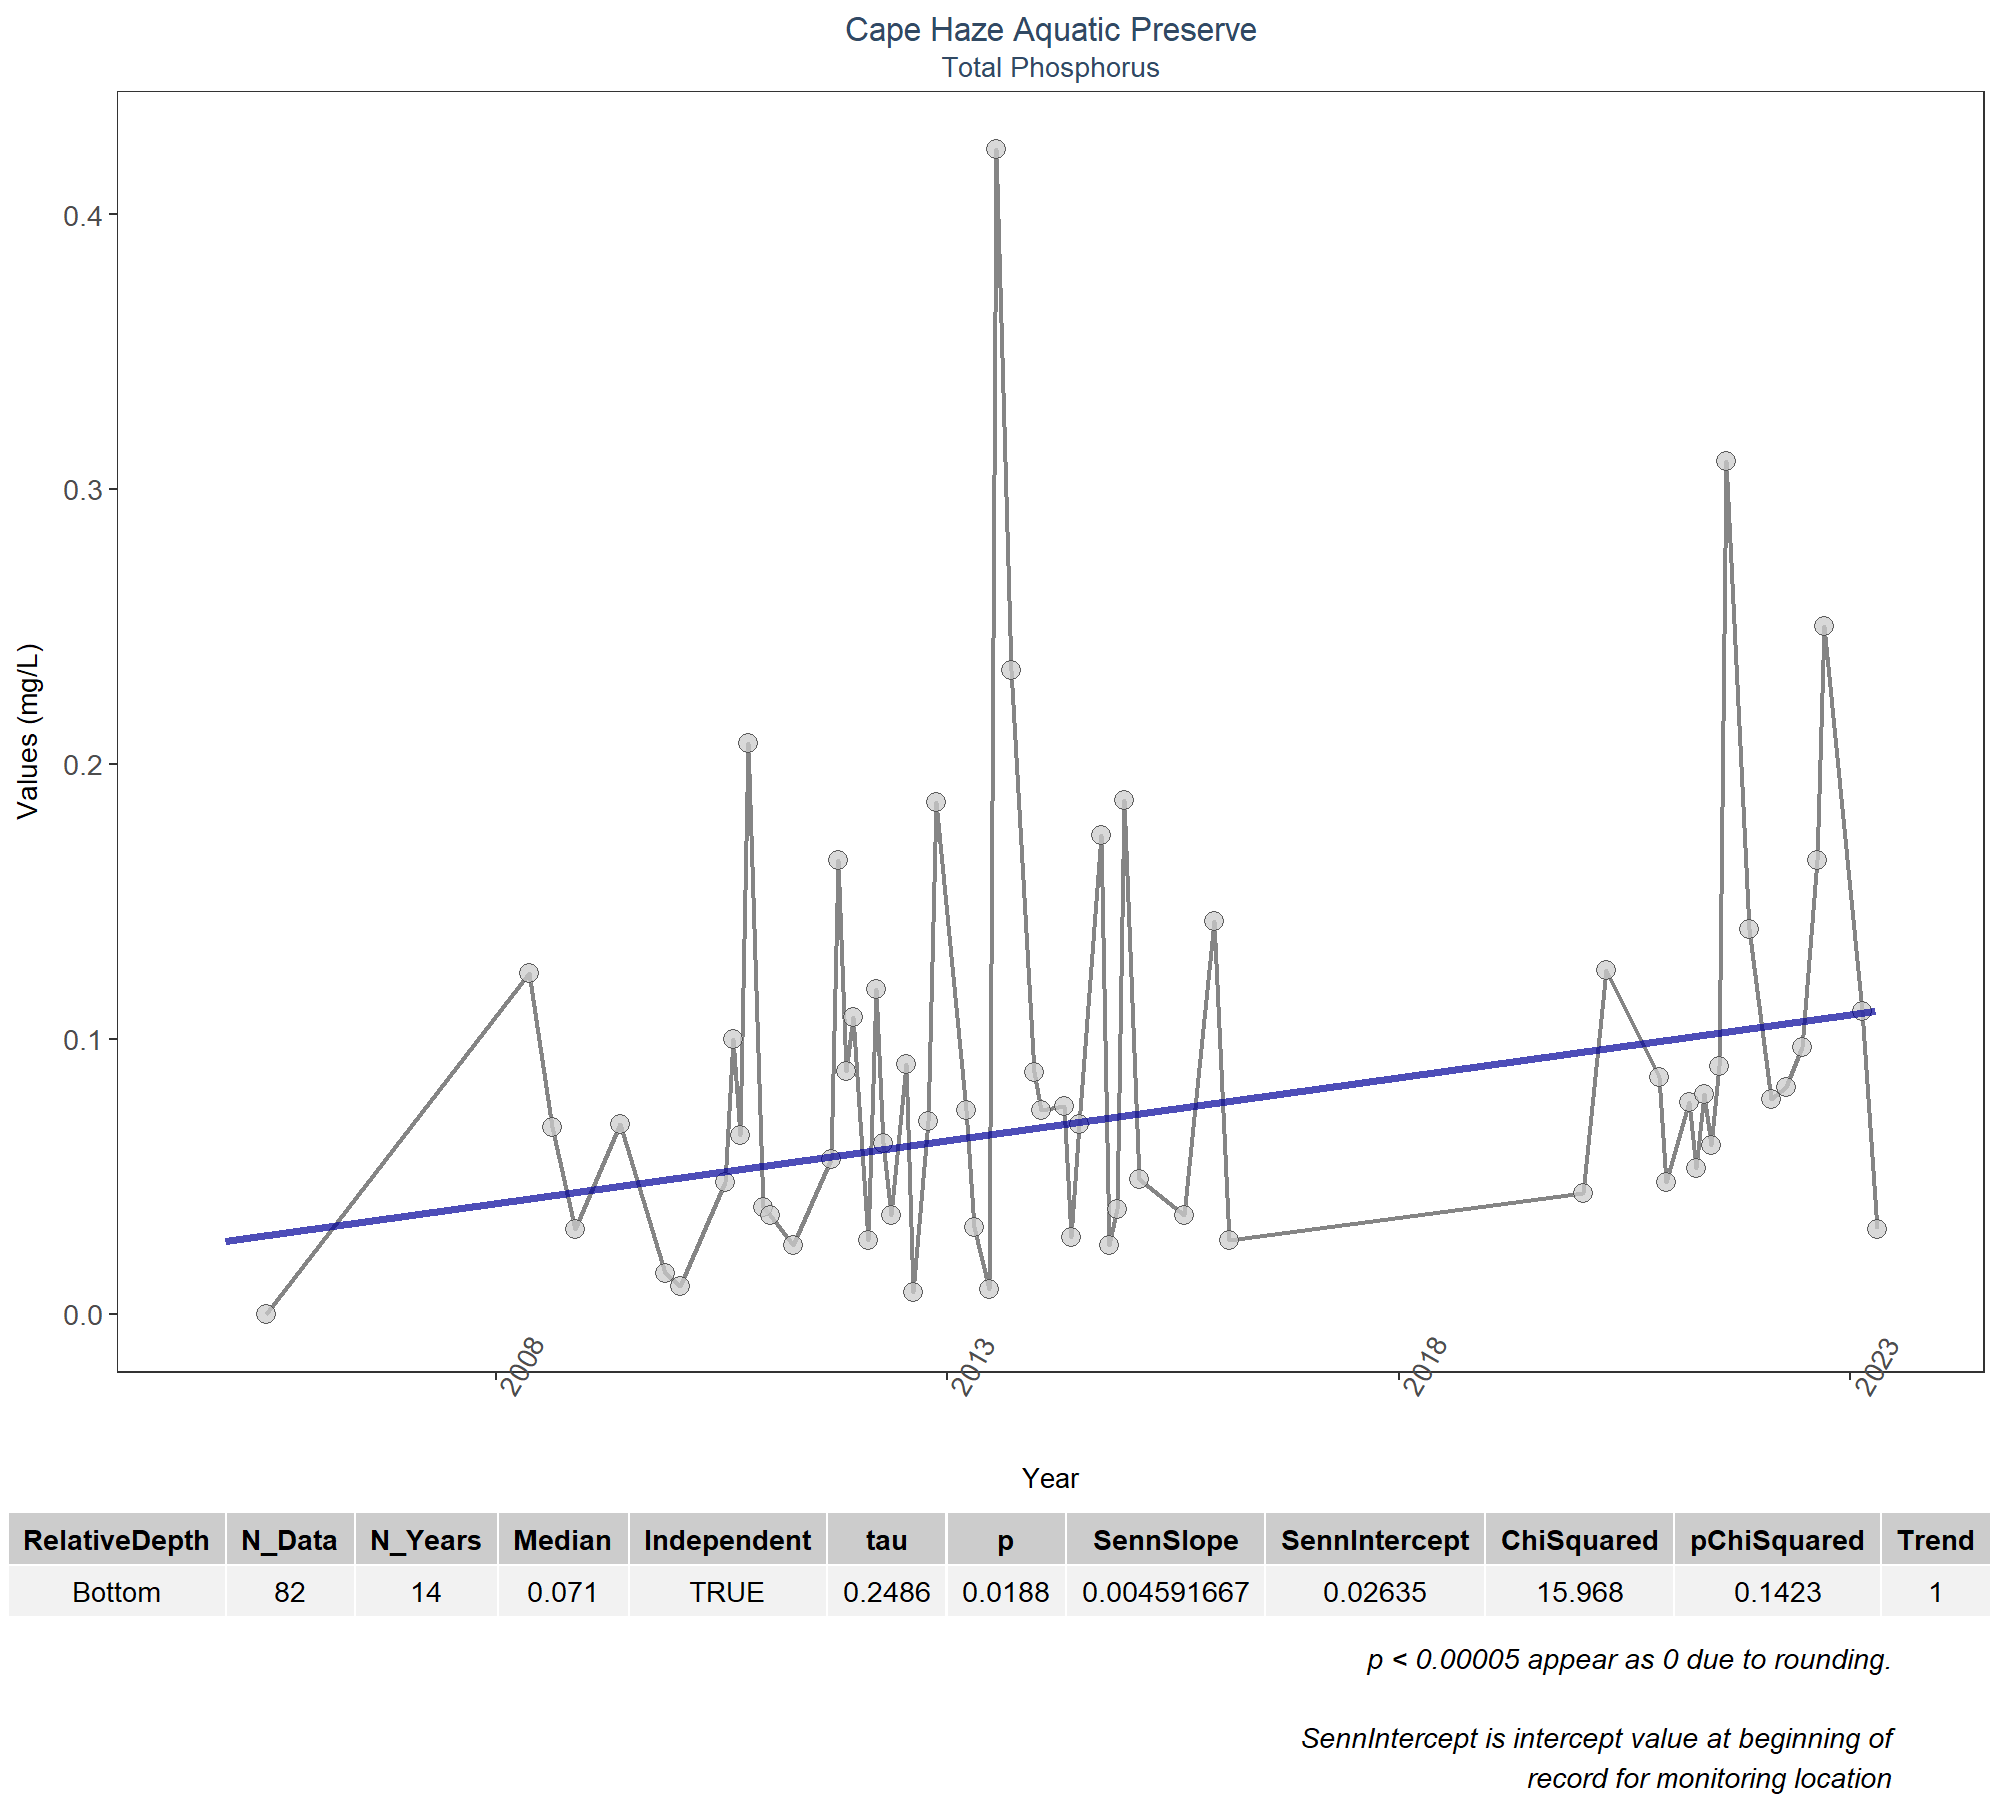 Cape Haze Aquatic Preserve
Total Phosphorus
Values (mg/L)
0.4
0.3
0.2
0.1
0.0
2008
2013
2018
2023
Year
RelativeDepth N_Data N_Years Median Independent tau p SennSlope SennIntercept ChiSquared pChiSquared Trend
Bottom 82 14 0.071 TRUE 0.2486 0.0188 0.004591667 0.02635 15.968 0.1423 1
p < 0.00005 appear as 0 due to rounding.
SennIntercept is intercept value at beginning of
record for monitoring location